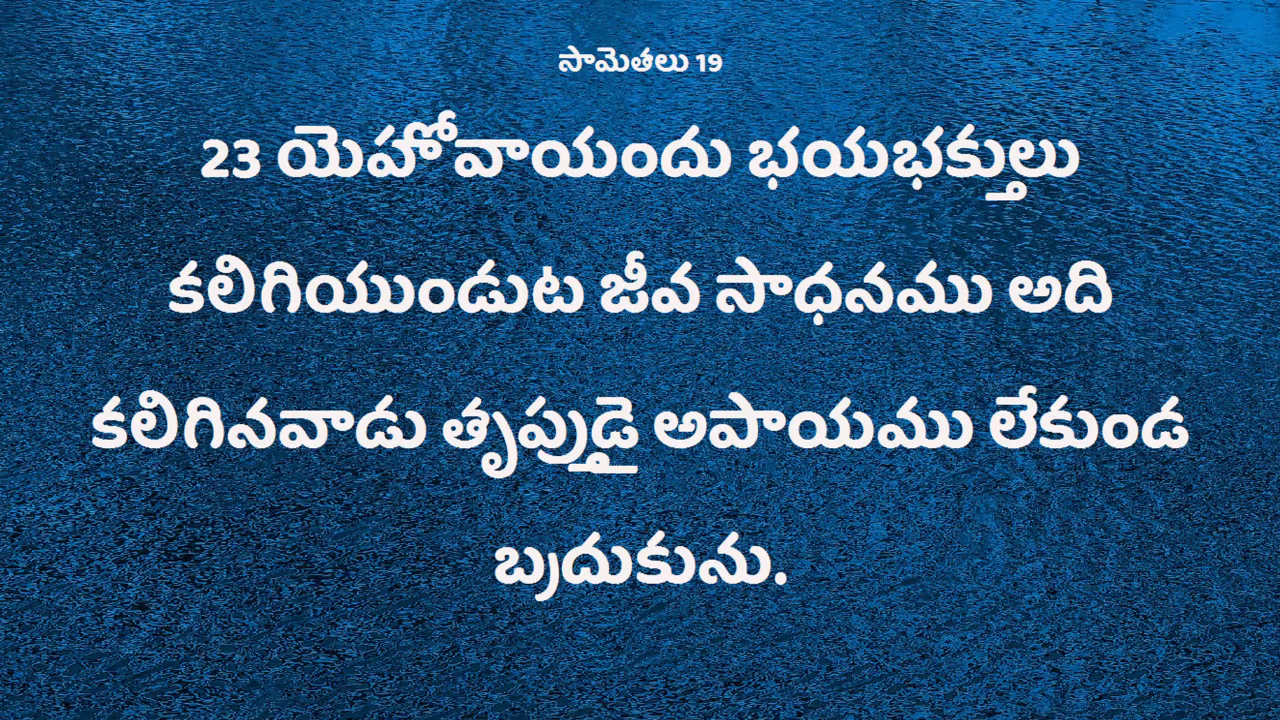 సామెతలు 19
23 యెహోవాయందు భయభక్తులు
కలిగియుండుట జీవ సాధనము అది
కలిగినవాడు తృప్తుడై అపాయము లేకుండ
బ్రదుకును.